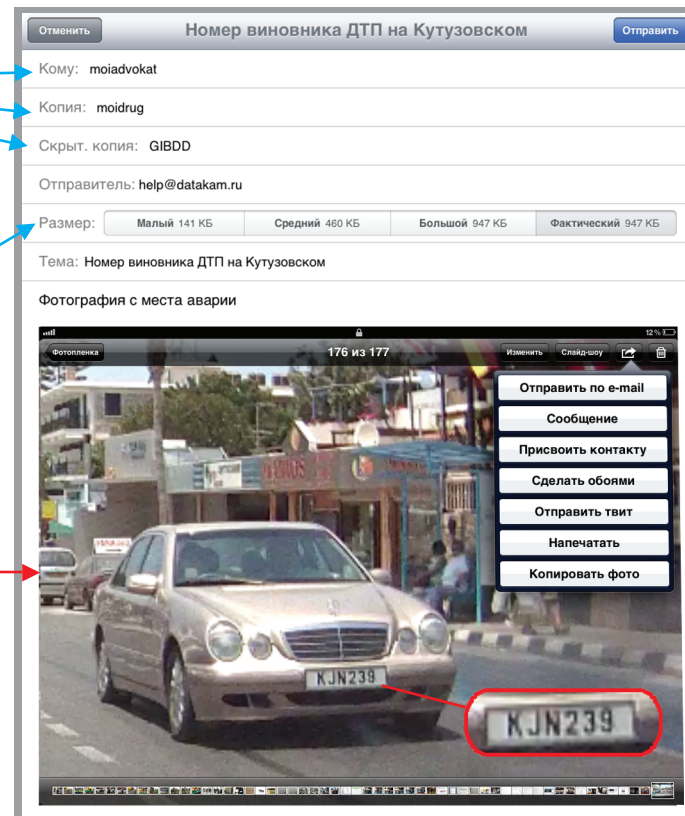 Отменить Номер виновника ДТП на Кутузовском Отправить
Кому: moiadvokat
Копия: moidrug
Скрыт. копия: GIBDD
Отправитель: help@datakam.ru
Размер: Малый 141 КБ Средний 460 КБ Большой 947 КБ Фактический 947 КБ
Тема: Номер виновника ДТП на Кутузовском
Фотография с места аварии
12%
Фотопленка 176 из 177 Изменить Слайд-шоу
Отправить по e-mail
Сообщение
Присвоить контакту
Сделать обоями
Отправить твит
Напечатать
Копировать фото
KJN239
KJN239